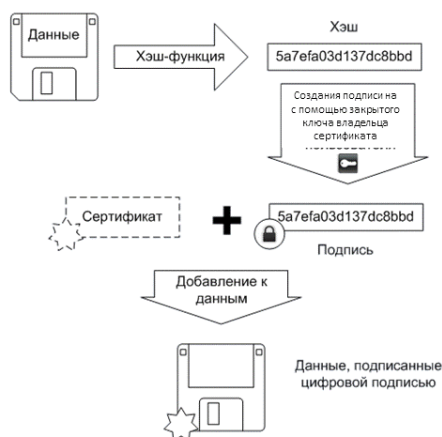 Данные
Хэш-функция
Хэш
5a7efa03d137dc8bbd
Создания подписи на
с помощью закрытого
ключа владельца
сертификата
Сертификат
5a7efa03d137dc8bbd
Подпись
Добавление к
данным
Данные, подписанные
цифровой подписью